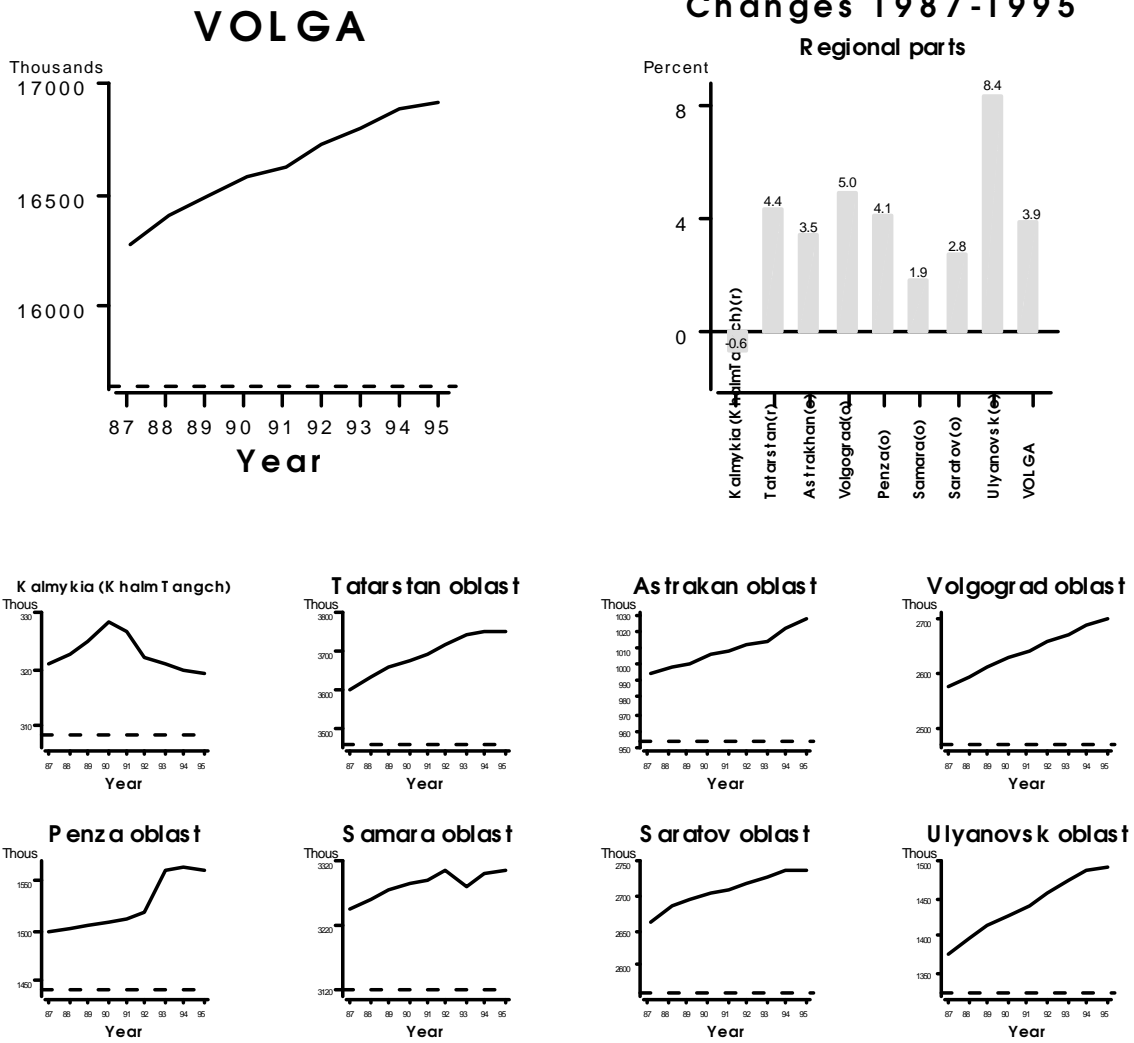 VOLGA
Changes 1987-1995
Regional parts
Thousands
17000
16500
16000
87 88 89 90 91 92 93 94 95
Year
Percent
8
4
0
-0.6
4.4
3.5
5.0
4.1
1.9
2.8
8.4
3.9
Kalmykia (KhalmTangch)(r)
Tatarstan(r)
Astrakhan(o)
Volgograd(o)
Penza(o)
Samara(o)
Saratov(o)
Ulyanovsk(o)
VOLGA
Kalmykia (Khalm Tangch)
Thous
330
320
310
87 88 89 90 91 92 93 94 95
Year
Tatarstan oblast
Thous
3800
3700
3600
3500
87 88 89 90 91 92 93 94 95
Year
Astrakan oblast
Thous
1030
1020
1010
1000
990
980
970
960
950
87 88 89 90 91 92 93 94 95
Year
Volgograd oblast
Thous
2700
2600
2500
87 88 89 90 91 92 93 94 95
Year
Penza oblast
Thous
1550
1500
1450
87 88 89 90 91 92 93 94 95
Year
Samara oblast
Thous
3320
3220
3120
87 88 89 90 91 92 93 94 95
Year
Saratov oblast
Thous
2750
2700
2650
2600
87 88 89 90 91 92 93 94 95
Year
Ulyanovsk oblast
Thous
1500
1450
1400
1350
87 88 89 90 91 92 93 94 95
Year